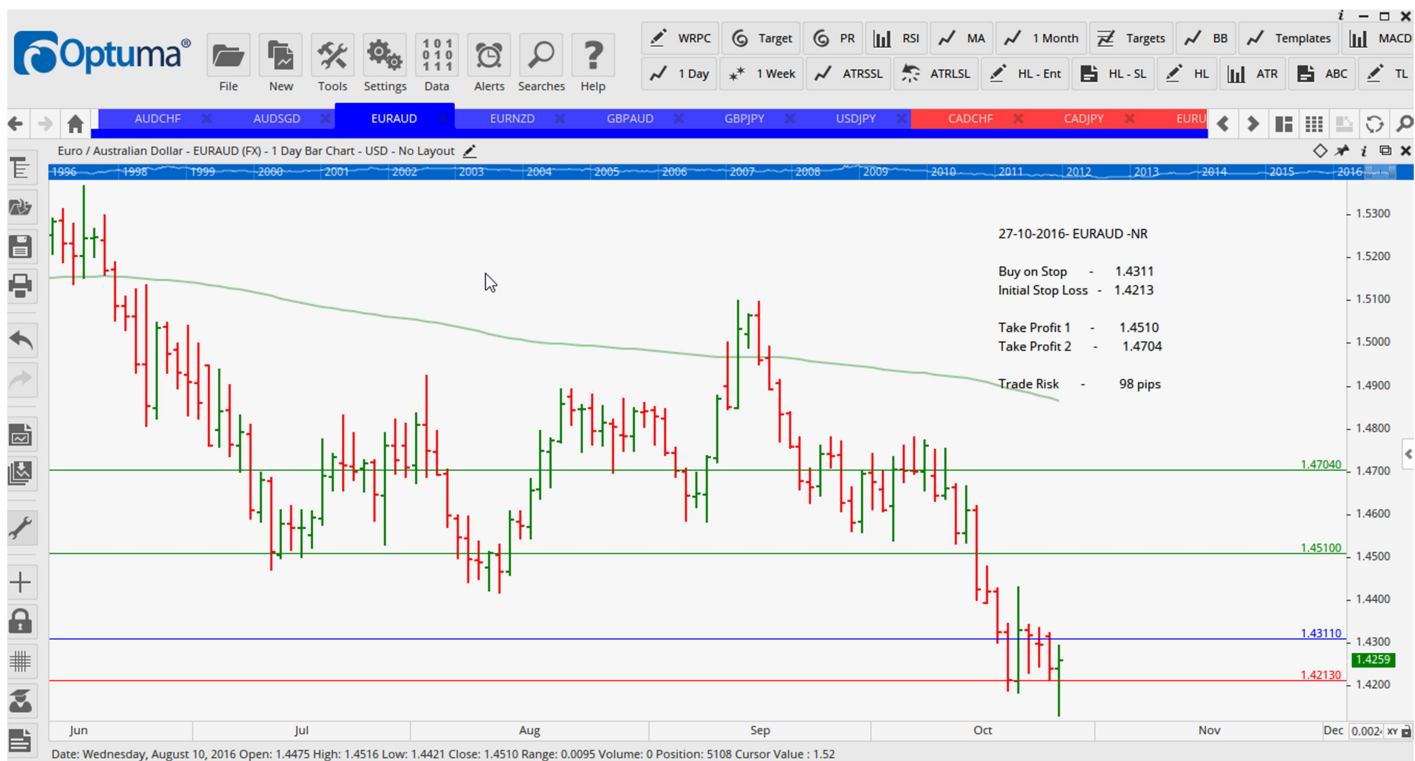 i
Optuma®
File New Tools Settings Data Alerts Searches Help
101
010
111
WRPC Target PR RSI MA 1 Month Targets BB Templates MACD
1 Day 1 Week ATRSSL ATRLSL HL - Ent HL - SL HL ATR ABC TL
AUDCHF AUDSGD EURAUD EURNZD GBPAUD GBPJPY USDJPY CADCHF CADJPY EURU
Euro / Australian Dollar - EURAUD (FX) - 1 Day Bar Chart - USD - No Layout
i
1996 1998 1999 2000 2001 2002 2003 2004 2005 2006 2007 2008 2009 2010 2011 2012 2013 2014 2015 2016
27-10-2016- EURAUD -NR
Buy on Stop - 1.4311
Initial Stop Loss - 1.4213
Take Profit 1 - 1.4510
Take Profit 2 - 1.4704
Trade Risk - 98 pips
1.5300
1.5200
1.5100
1.5000
1.4900
1.4800
1.4700
1.4600
1.4500
1.4400
1.4300
1.4259
1.4200
1.47040
1.45100
1.43110
1.42130
Jun Jul Aug Sep Oct Nov Dec 0.002 XY
Date: Wednesday, August 10, 2016 Open: 1.4475 High: 1.4516 Low: 1.4421 Close: 1.4510 Range: 0.0095 Volume: 0 Position: 5108 Cursor Value : 1.52